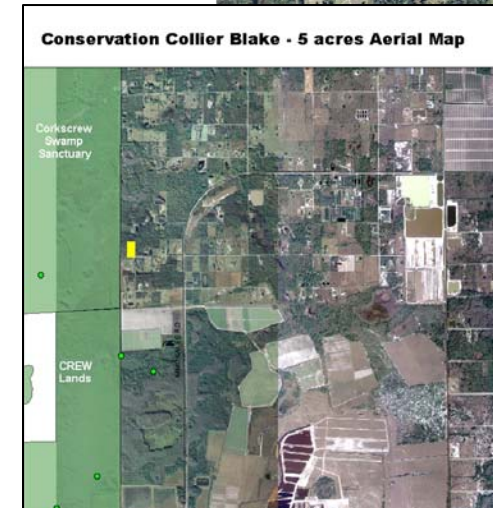 Conservation Collier Blake - 5 acres Aerial Map
Corkscrew
Swamp
Sanctuary
CREW
Lands